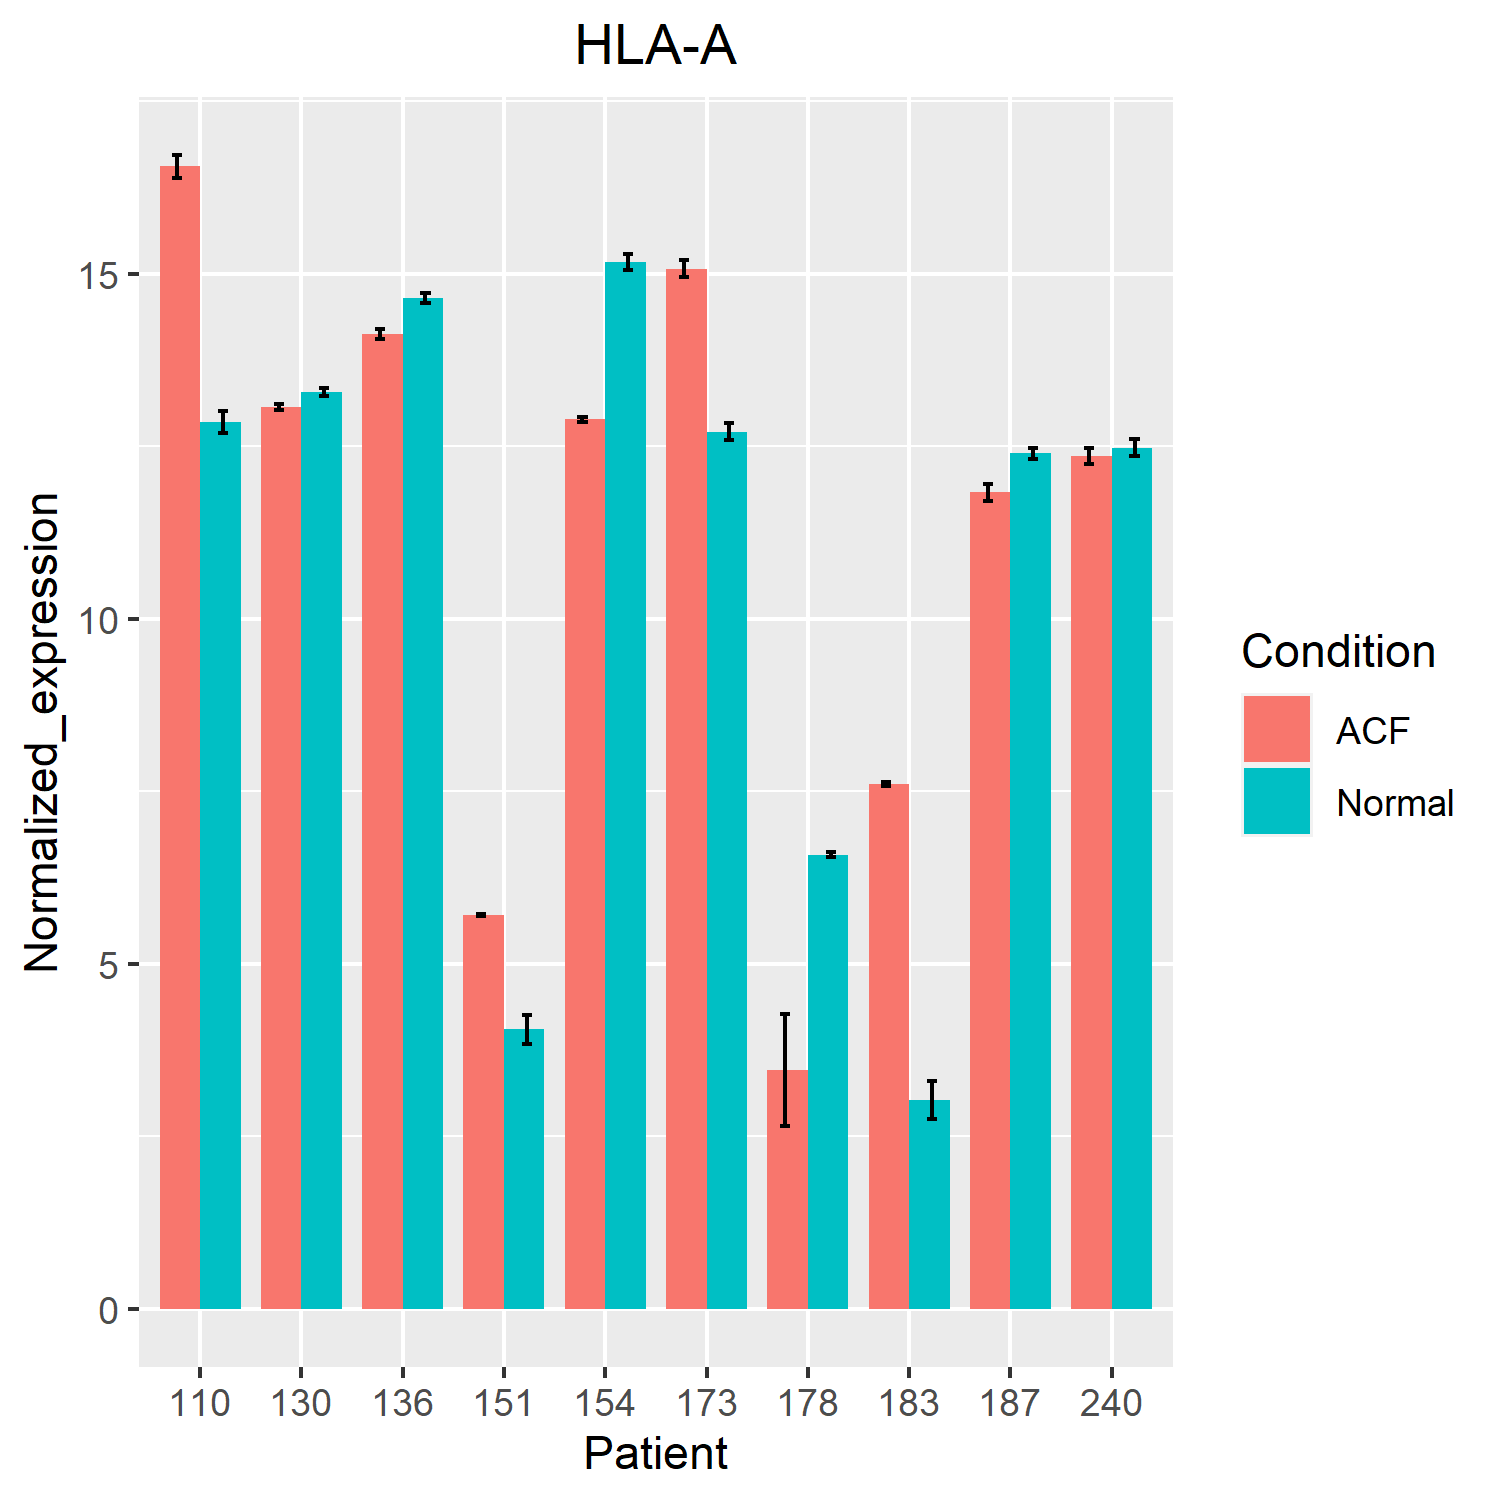 HLA-A
Normalized_expression
15
10
5
0
110 130 136 151 154 173 178 183 187 240
Patient
Condition
ACF
Normal